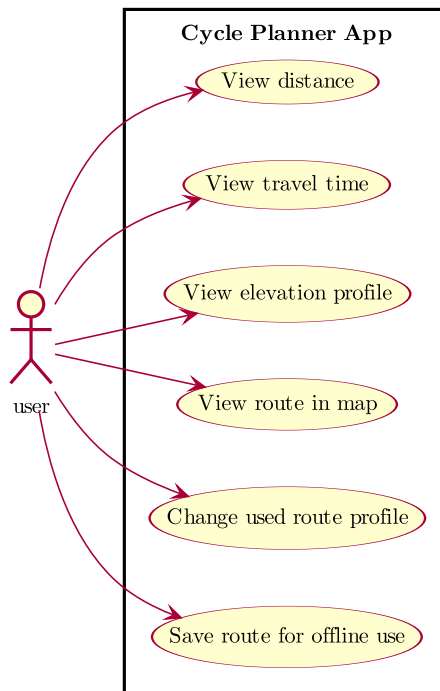 Cycle Planner App
View distance
View travel time
View elevation profile
View route in map
user
Change used route profile
Save route for offline use